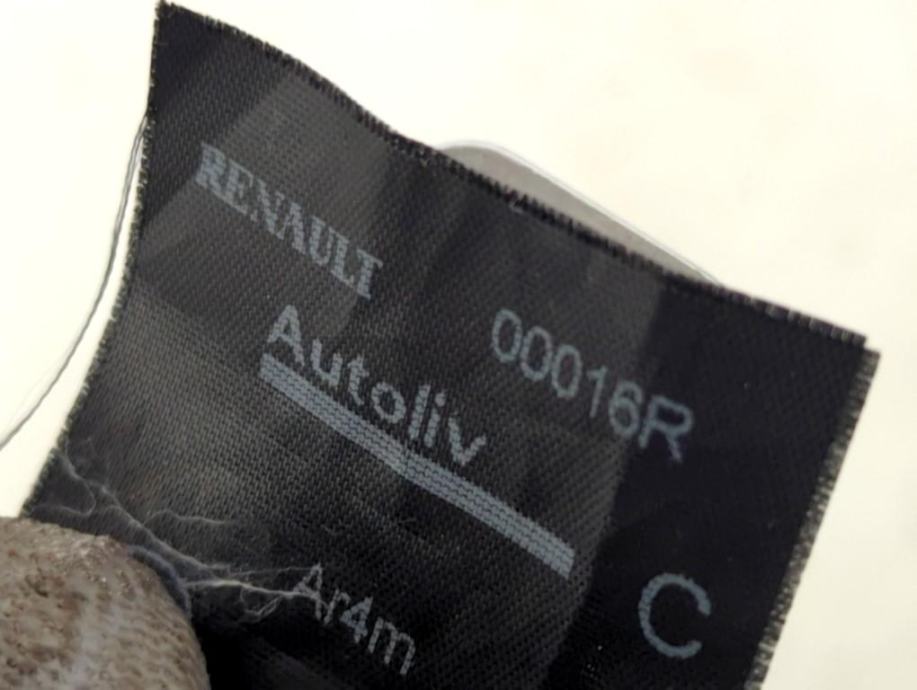 RENAULT
Autoliv
00016R
Ar4m
C